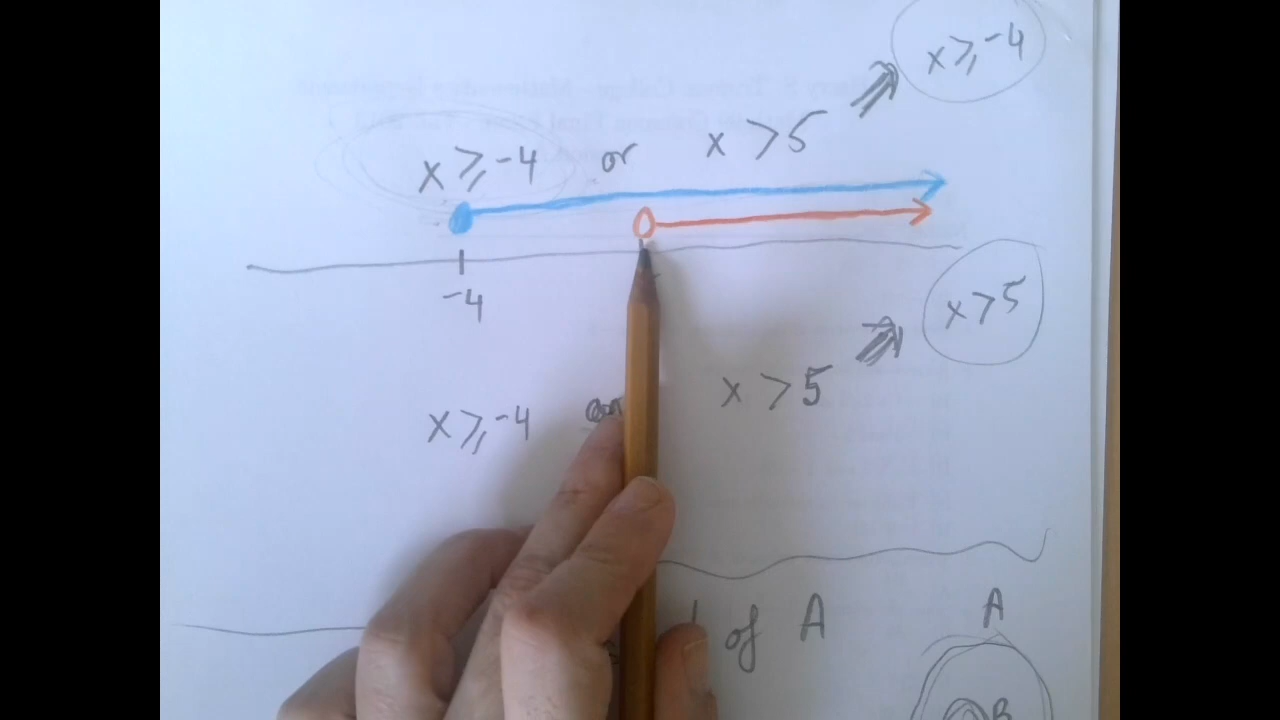 x ≥ -4
x ≥ -4 or x > 5
-4
x > 5
x ≥ -4 x > 5
of A
A
B